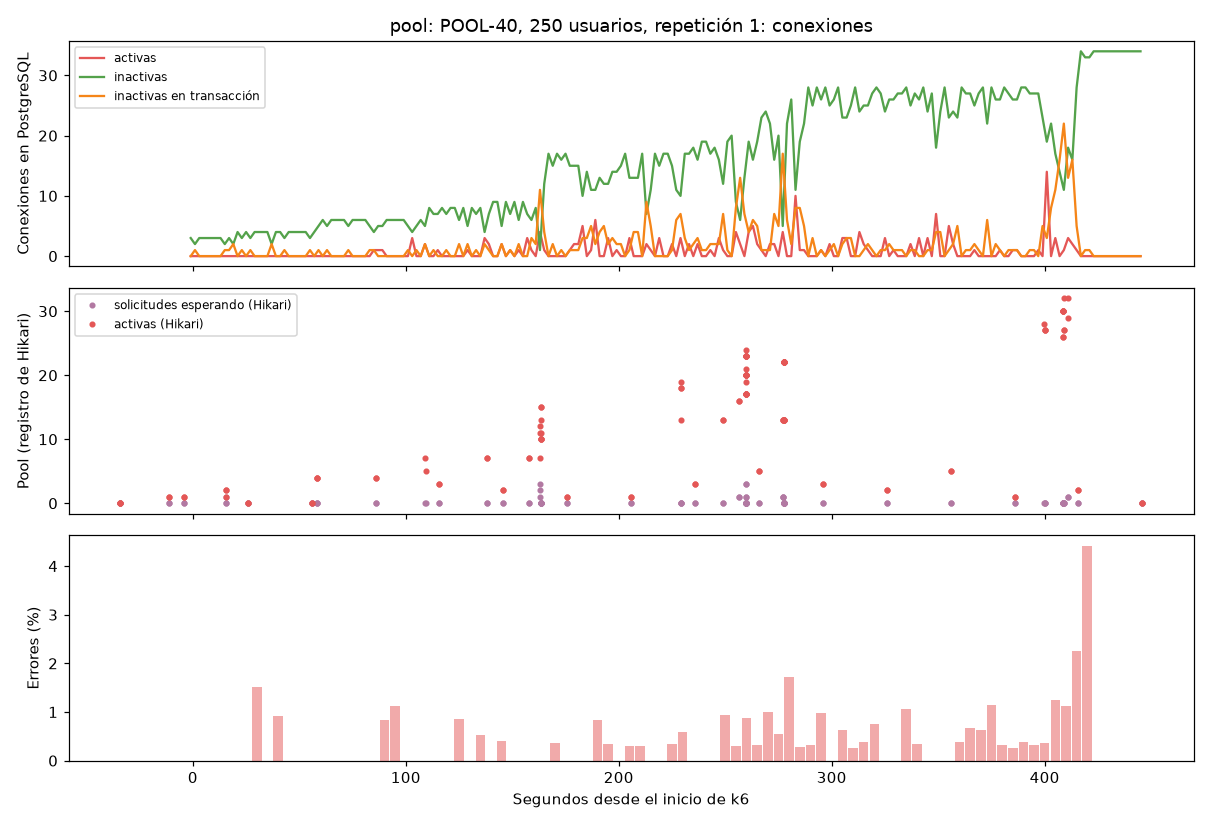 pool: POOL-40, 250 usuarios, repetición 1: conexiones
Conexiones en PostgreSQL
30
20
10
0
activas
inactivas
inactivas en transacción
Pool (registro de Hikari)
30
20
10
0
solicitudes esperando (Hikari)
activas (Hikari)
Errores (%)
4
3
2
1
0
0
100
200
300
400
Segundos desde el inicio de k6